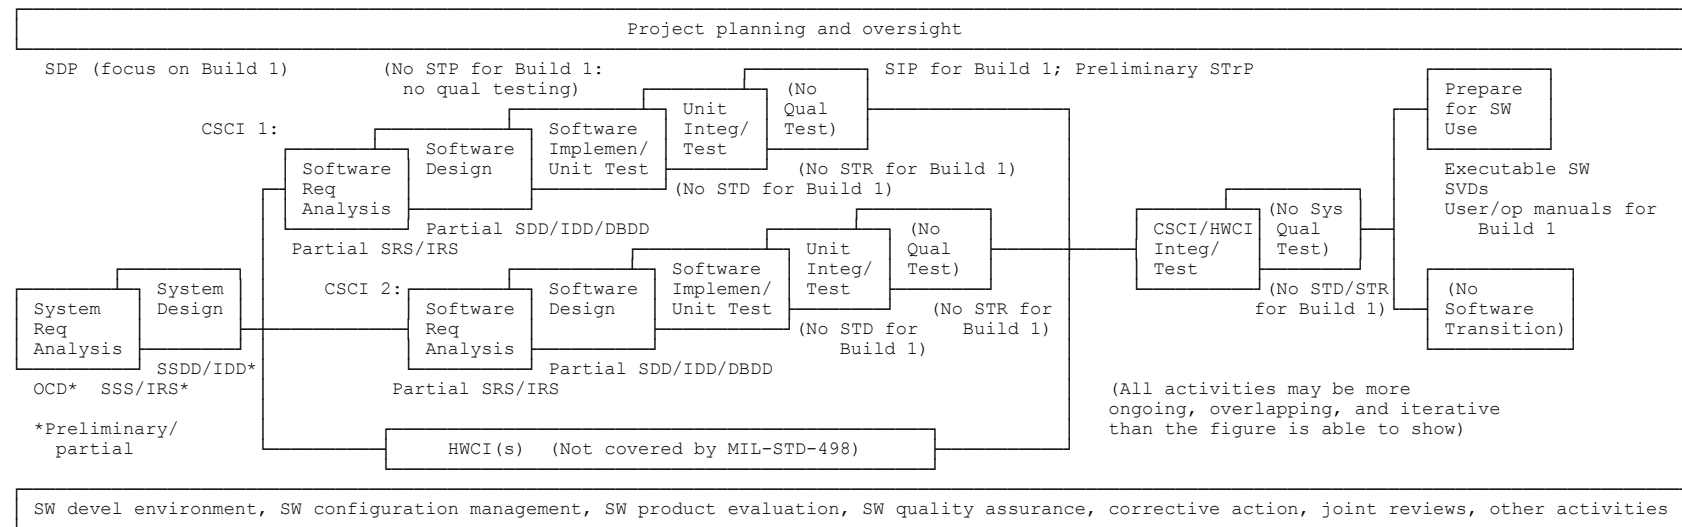 Project planning and oversight
SDP (focus on Build 1)
(No STP for Build 1:
no qual testing)
SIP for Build 1; Preliminary STrP
CSCI 1:
Software
Req
Analysis
Partial SRS/IRS
Software
Design
Partial SDD/IDD/DBDD
Software
Implemen/
Unit Test
(No STD for Build 1)
Unit
Integ/
Test
(No STR for Build 1)
(No
Qual
Test)
System
Req
Analysis
OCD* SSS/IRS*
*Preliminary/
partial
System
Design
SSDD/IDD*
CSCI 2:
Software
Req
Analysis
Partial SRS/IRS
Software
Design
Partial SDD/IDD/DBDD
Software
Implemen/
Unit Test
(No STD for
Build 1)
Unit
Integ/
Test
(No STR for
Build 1)
(No
Qual
Test)
HWCI(s) (Not covered by MIL-STD-498)
CSCI/HWCI
Integ/
Test
(No Sys
Qual
Test)
(No STD/STR
for Build 1)
Prepare
for SW
Use
Executable SW
SVDs
User/op manuals for
Build 1
(No
Software
Transition)
(All activities may be more
ongoing, overlapping, and iterative
than the figure is able to show)
SW devel environment, SW configuration management, SW product evaluation, SW quality assurance, corrective action, joint reviews, other activities